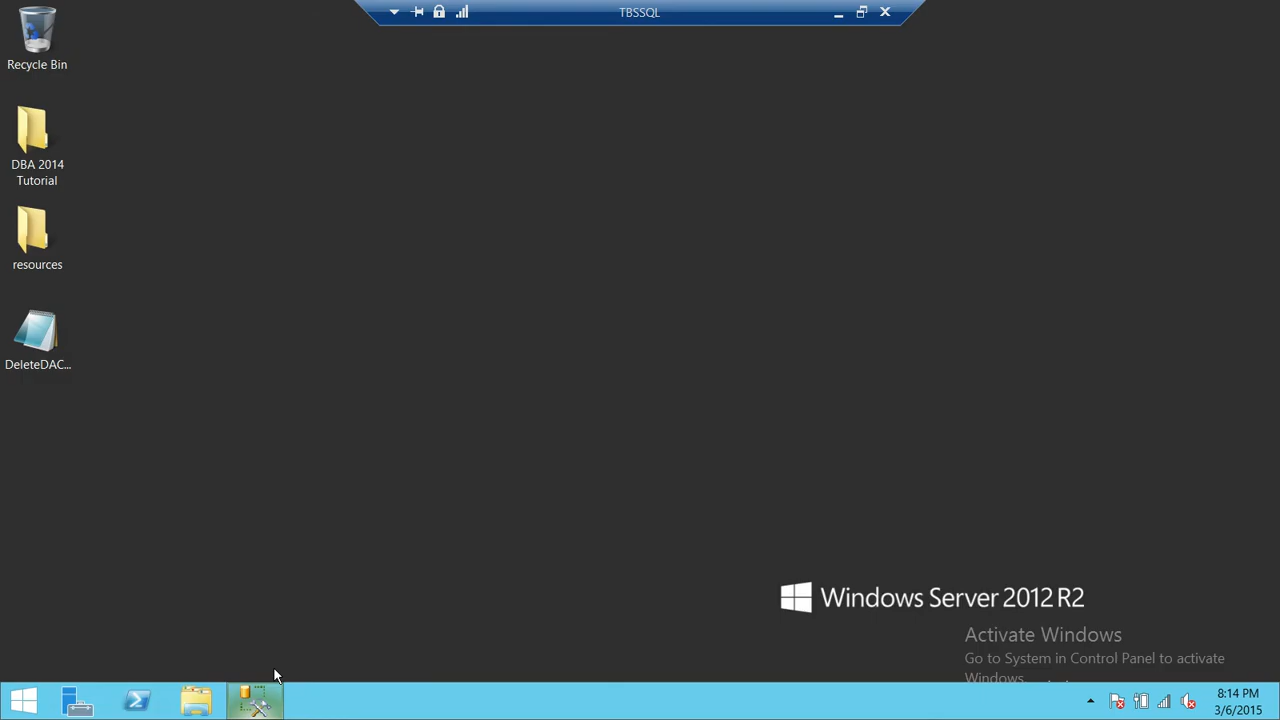 TBSSQL
Recycle Bin
DBA 2014
Tutorial
resources
DeleteDAC...
Windows Server 2012 R2
Activate Windows
Go to System in Control Panel to activate
Windows.
8:14 PM
3/6/2015